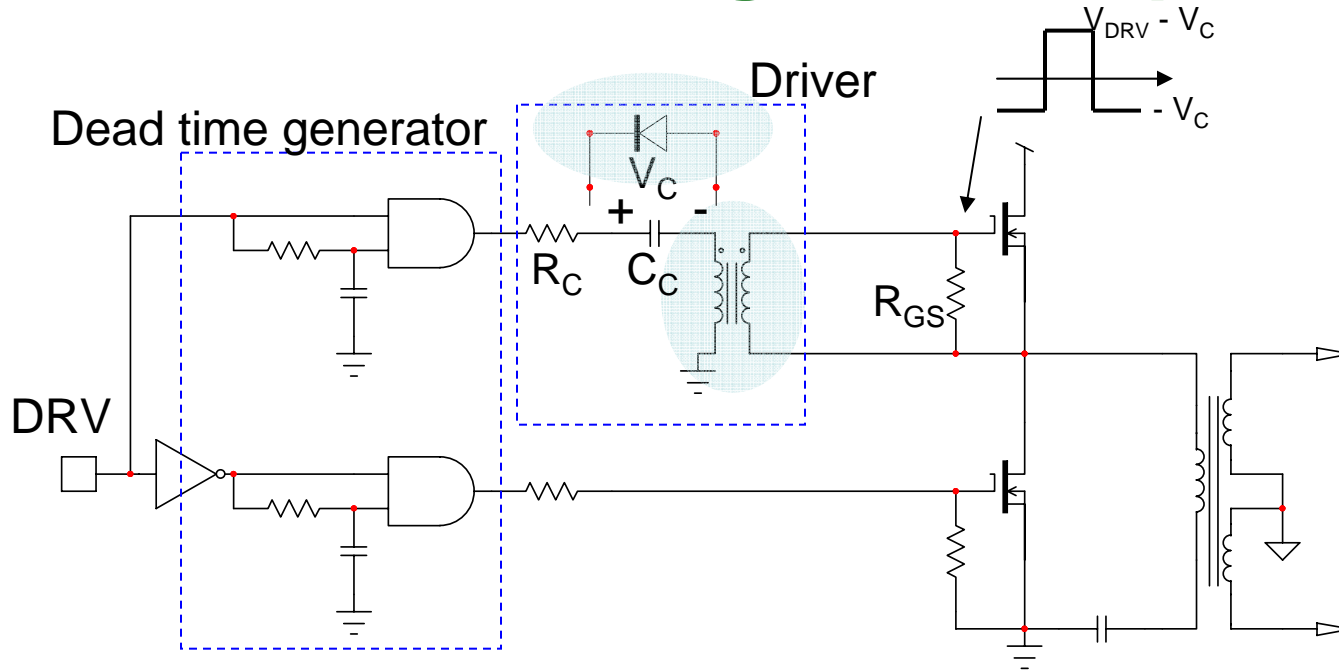 V_DRV - V_C
- V_C
Driver
Dead time generator
V_C
+ -
R_C
C_C
R_GS
DRV